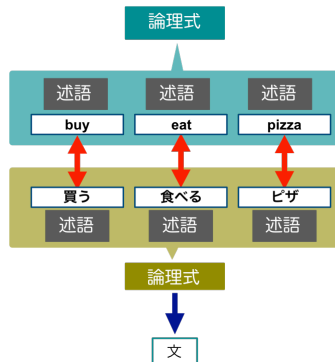 論理式
述語 述語 述語
buy eat pizza
買う 食べる ピザ
述語 述語 述語
論理式
文